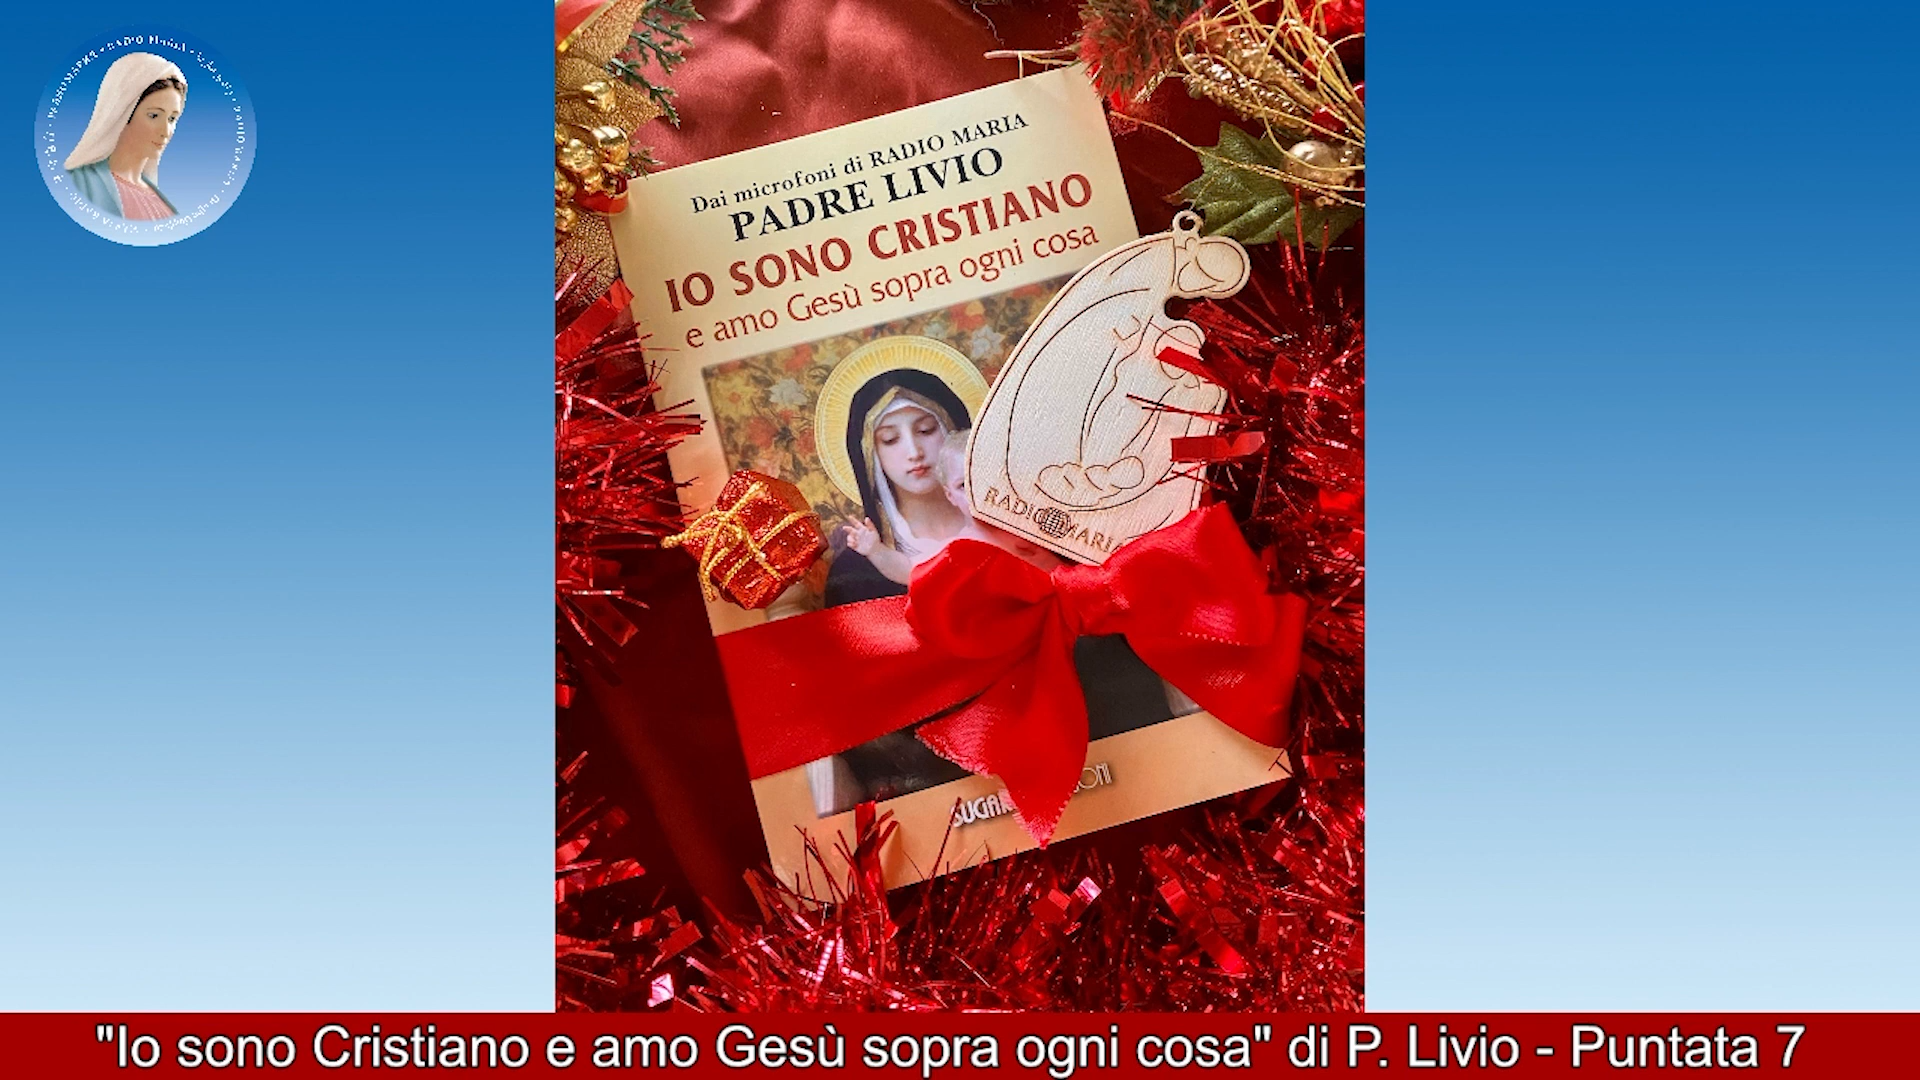 Dai microfoni di RADIO MARIA
PADRE LIVIO
IO SONO CRISTIANO
e amo Gesù sopra ogni cosa
RADIO MARIA
"Io sono Cristiano e amo Gesù sopra ogni cosa" di P. Livio - Puntata 7